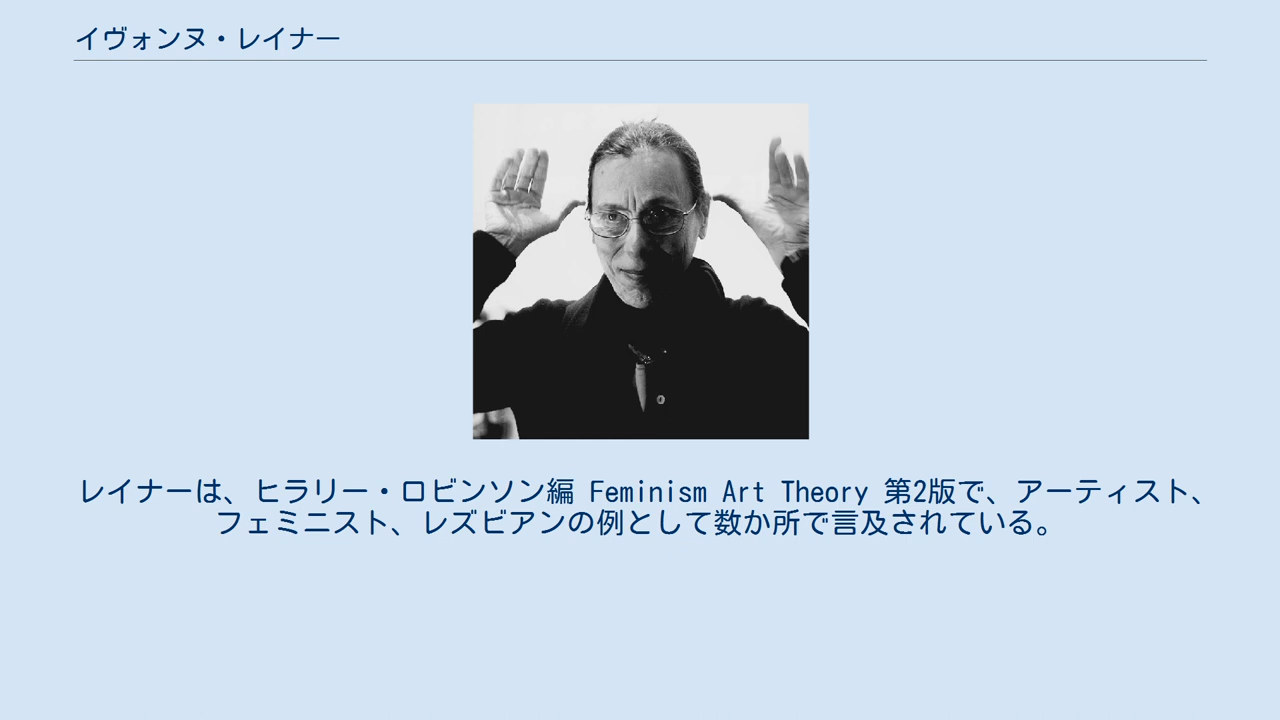 イヴォンヌ・レイナー
レイナーは、ヒラリー・ロビンソン編 Feminism Art Theory 第2版で、アーティスト、
フェミニスト、レズビアンの例として数か所で言及されている。